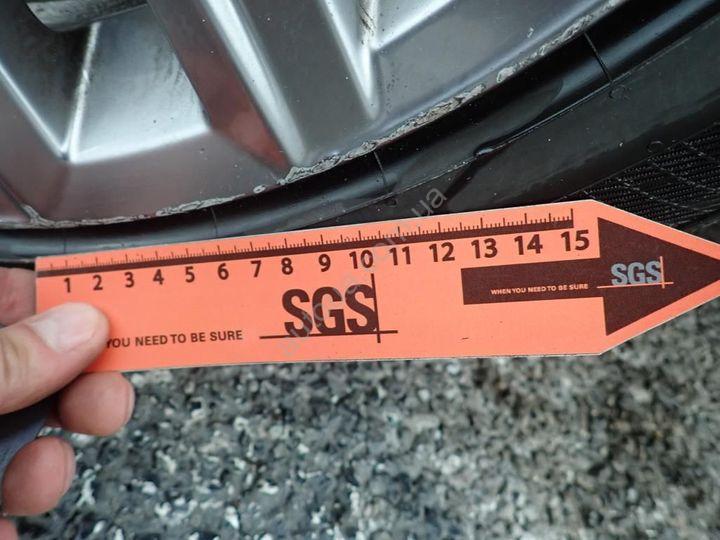 1 2 3 4 5 6 7 8 9 10 11 12 13 14 15
SGS
WHEN YOU NEED TO BE SURE
SGS
YOU NEED TO BE SURE